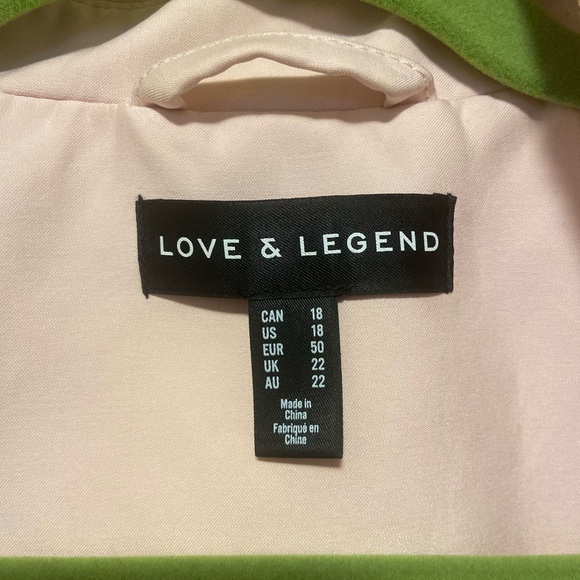 LOVE & LEGEND
CAN 18
US 18
EUR 50
UK 22
AU 22
Made in
China
Fabriqué en
Chine